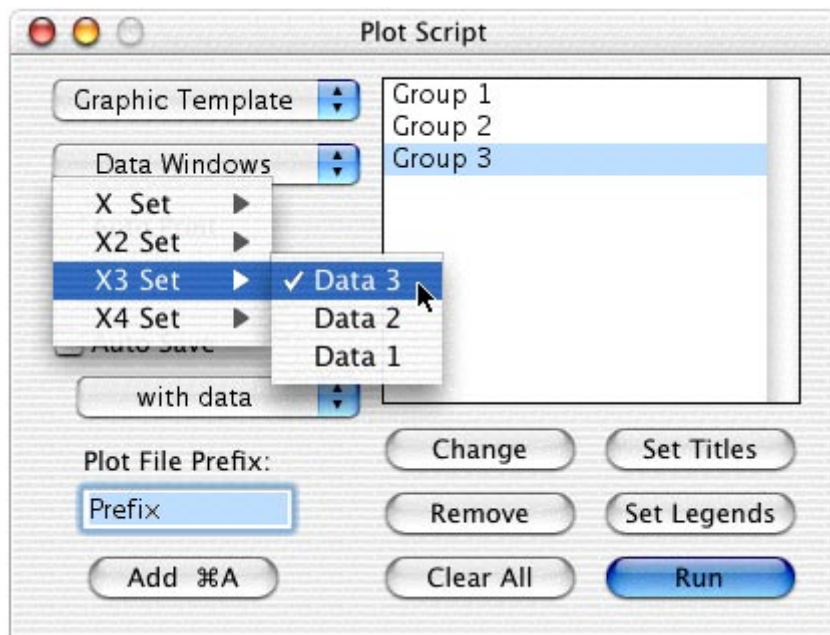 Plot Script
Graphic Template
Data Windows
X Set
X2 Set
X3 Set
X4 Set
✓ Data 3
Data 2
Data 1
Auto Save
with data
Plot File Prefix:
Prefix
Add ⌘A
Group 1
Group 2
Group 3
Change
Set Titles
Remove
Set Legends
Clear All
Run